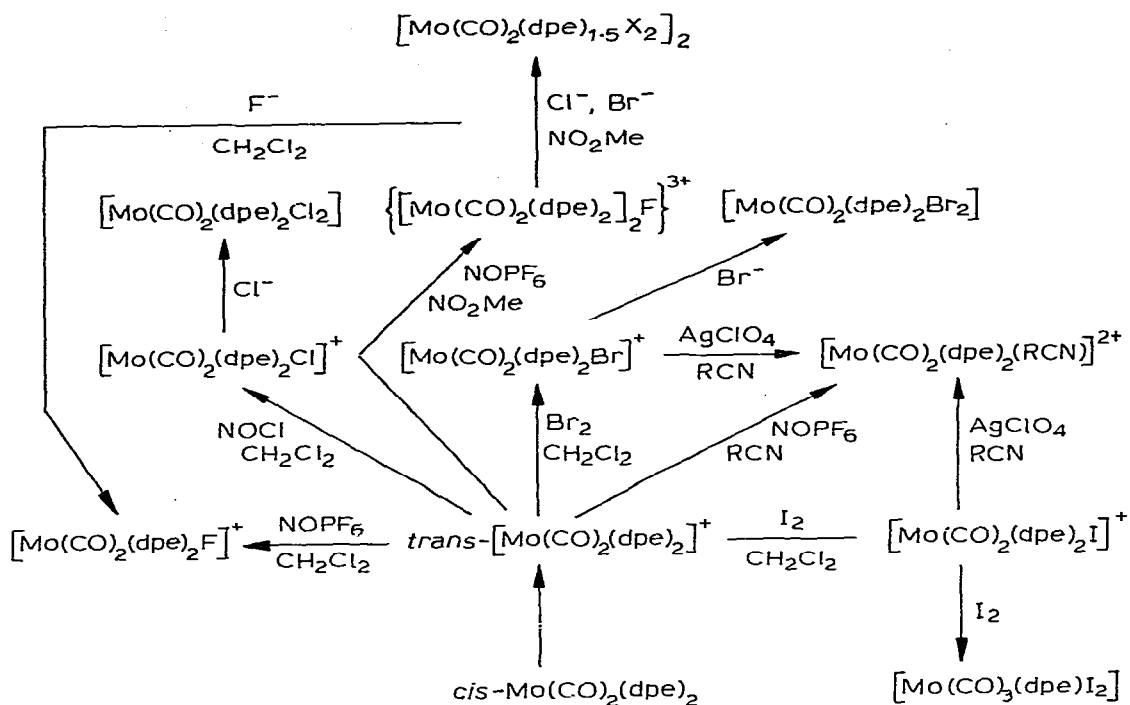 [Mo(CO)₂(dpe)₁.₅X₂]₂
F⁻
CH₂Cl₂
Cl⁻, Br⁻
NO₂Me
[Mo(CO)₂(dpe)₂Cl₂]
{[Mo(CO)₂(dpe)₂]₂F}³⁺
[Mo(CO)₂(dpe)₂Br₂]
Cl⁻
NOPF₆
NO₂Me
Br⁻
[Mo(CO)₂(dpe)₂Cl]⁺
[Mo(CO)₂(dpe)₂Br]⁺
AgClO₄
RCN
[Mo(CO)₂(dpe)₂(RCN)]²⁺
NOCl
CH₂Cl₂
Br₂
CH₂Cl₂
NOPF₆
RCN
AgClO₄
RCN
[Mo(CO)₂(dpe)₂F]⁺
NOPF₆
CH₂Cl₂
trans-[Mo(CO)₂(dpe)₂]⁺
I₂
CH₂Cl₂
[Mo(CO)₂(dpe)₂I]⁺
I₂
cis-Mo(CO)₂(dpe)₂
[Mo(CO)₃(dpe)I₂]